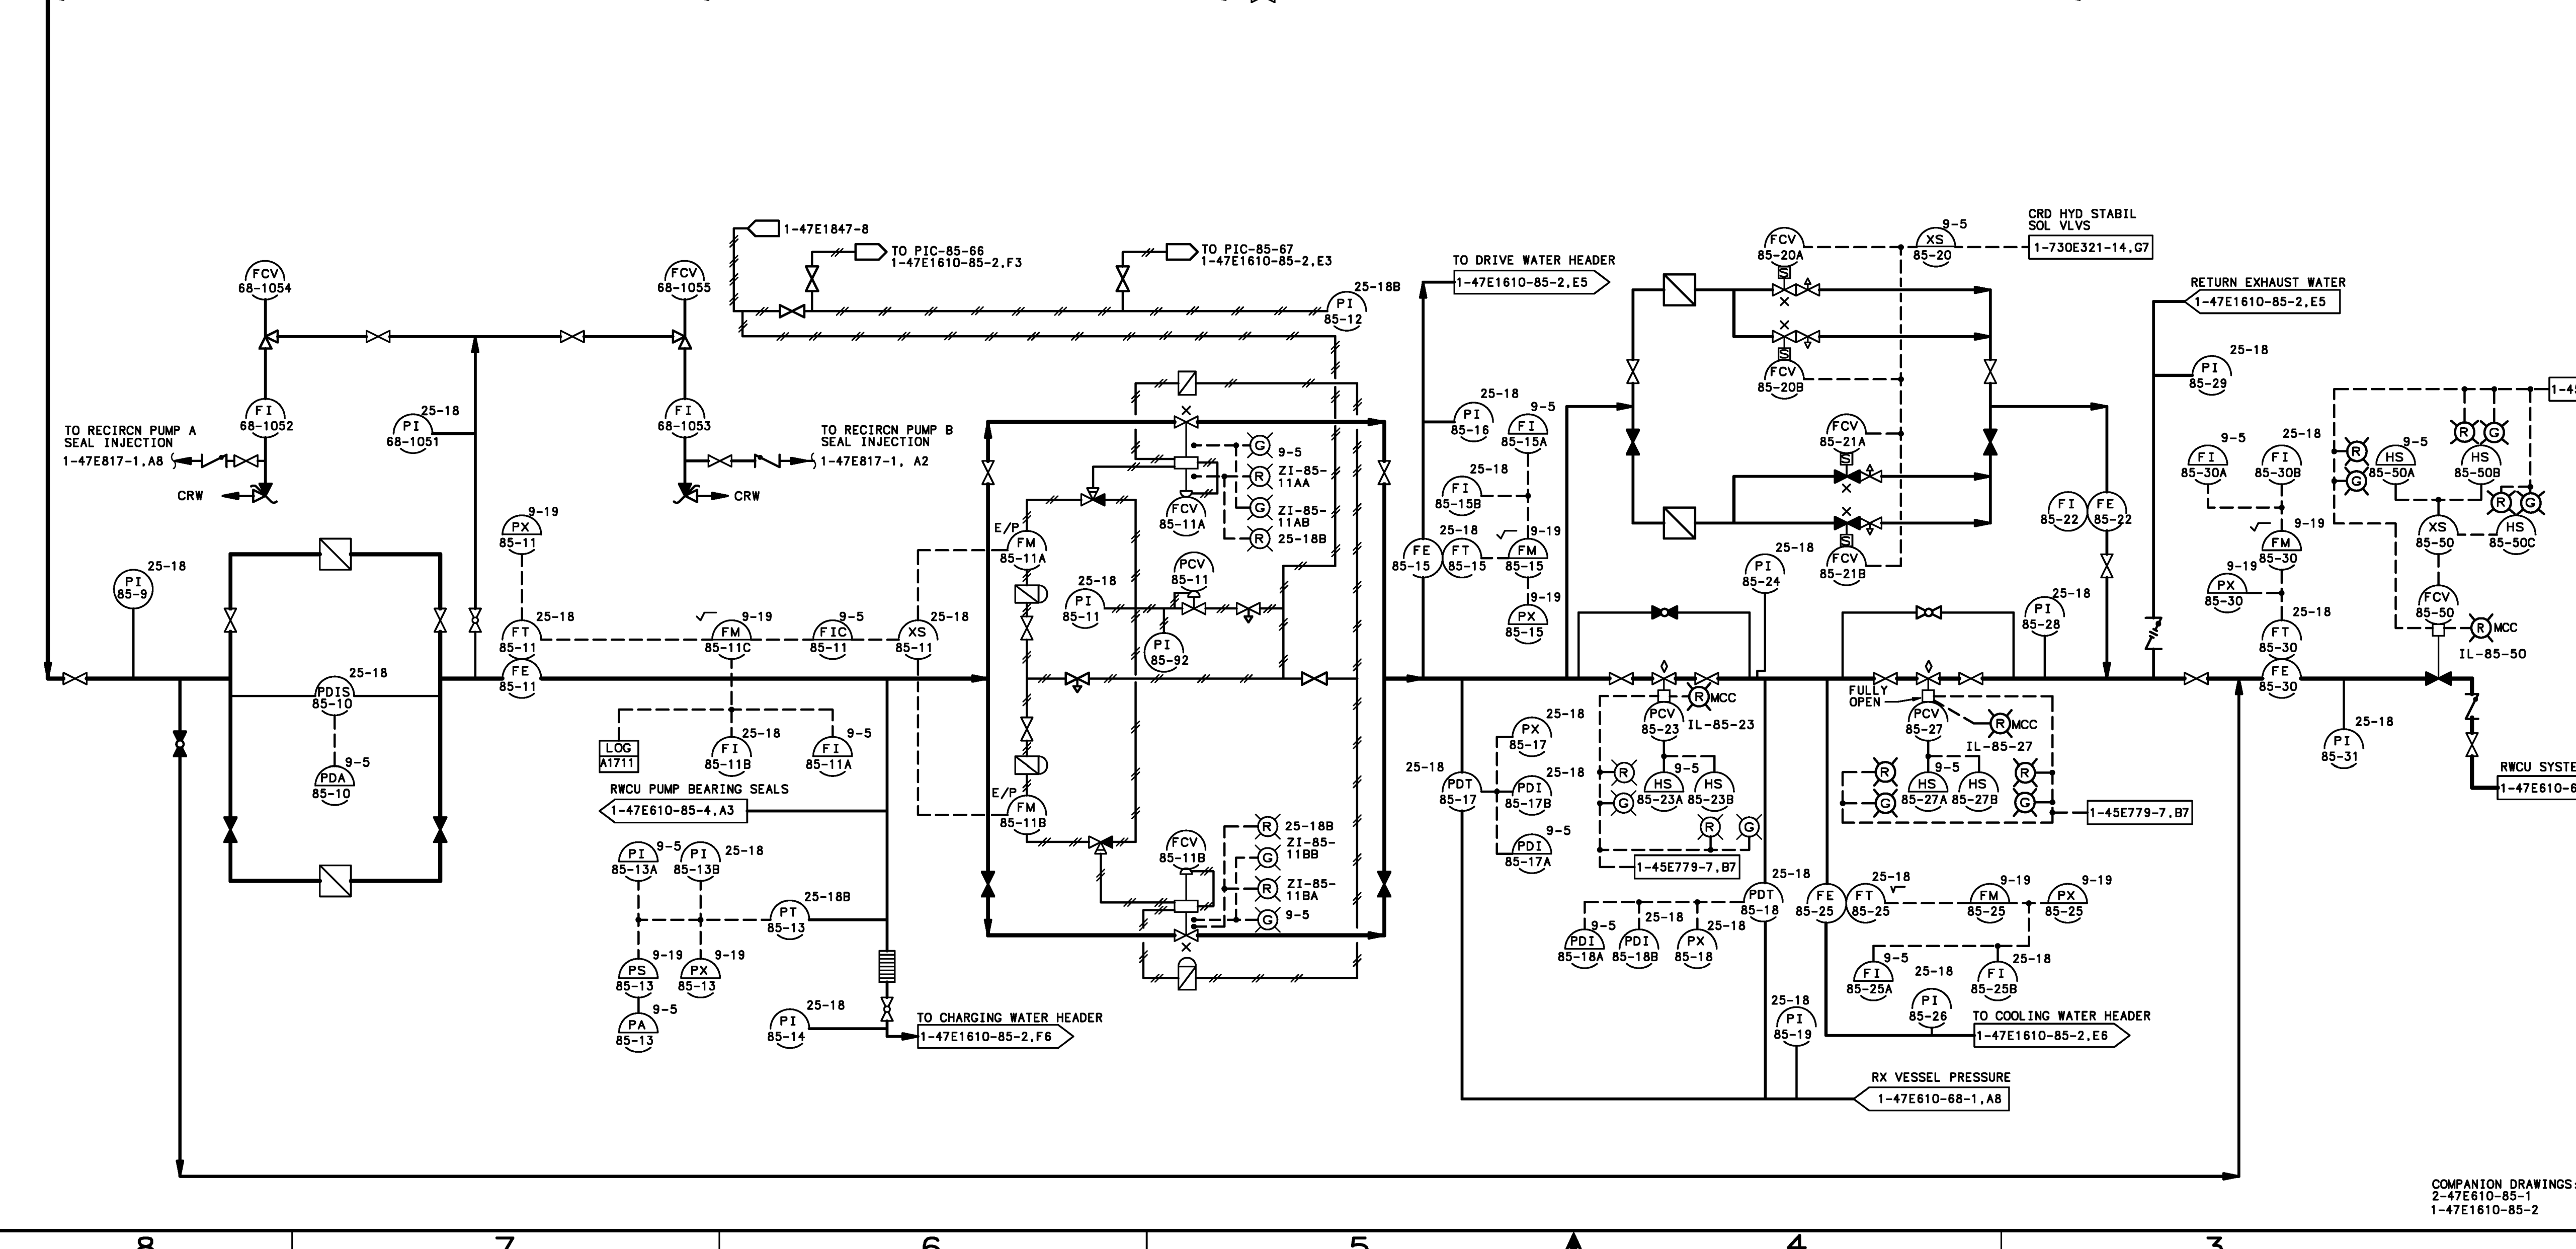 1-47E1847-8
TO PIC-85-66
1-47E1610-85-2,F3
TO PIC-85-67
1-47E1610-85-2,E3
25-18B
PI
85-12
FCV
68-1054
FCV
68-1055
FI
68-1052
FI
68-1053
25-18
PI
68-1051
TO RECIRCN PUMP A
SEAL INJECTION
1-47E817-1,A8
CRW
TO RECIRCN PUMP B
SEAL INJECTION
1-47E817-1, A2
CRW
25-18
PI
85-9
25-18
PDIS
85-10
9-5
PDA
85-10
9-19
PX
85-11
25-18
FT
85-11
FE
85-11
9-19
FM
85-11C
9-5
FIC
85-11
25-18
XS
85-11
LOG
A1711
25-18
FI
85-11B
9-5
FI
85-11A
RWCU PUMP BEARING SEALS
1-47E610-85-4,A3
9-5
PI
85-13A
25-18
PI
85-13B
25-18B
PT
85-13
9-19
PS
85-13
9-19
PX
85-13
9-5
PA
85-13
25-18
PI
85-14
TO CHARGING WATER HEADER
1-47E1610-85-2,F6
E/P
FM
85-11A
E/P
FM
85-11B
25-18
PI
85-11
PCV
85-11
PI
85-92
FCV
85-11A
G
9-5
R
ZI-85-
11AA
G
ZI-85-
11AB
R
25-18B
FCV
85-11B
R
25-18B
G
ZI-85-
11BB
R
ZI-85-
11BA
G
9-5
TO DRIVE WATER HEADER
1-47E1610-85-2,E5
25-18
PI
85-16
9-5
FI
85-15A
25-18
FI
85-15B
FE
85-15
25-18
FT
85-15
9-19
FM
85-15
9-19
PX
85-15
FCV
85-20A
S
9-5
XS
85-20
CRD HYD STABIL
SOL VLVS
1-730E321-14,G7
S
FCV
85-20B
FCV
85-21A
S
S
FCV
85-21B
25-18
PI
85-24
FI
85-22
FE
85-22
RETURN EXHAUST WATER
1-47E1610-85-2,E5
25-18
PI
85-29
25-18
PI
85-28
25-18
PX
85-17
25-18
PDT
85-17
25-18
PDI
85-17B
9-5
PDI
85-17A
R
MCC
IL-85-23
PCV
85-23
R
G
9-5
HS
85-23A
HS
85-23B
R
G
1-45E779-7,B7
FULLY
OPEN
PCV
85-27
R
MCC
IL-85-27
R
G
9-5
HS
85-27A
HS
85-27B
R
G
1-45E779-7,B7
25-18
PDT
85-18
9-5
PDI
85-18A
25-18
PDI
85-18B
25-18
PX
85-18
FE
85-25
25-18
FT
85-25
9-19
FM
85-25
9-19
PX
85-25
9-5
FI
85-25A
25-18
FI
85-25B
25-18
PI
85-26
TO COOLING WATER HEADER
1-47E1610-85-2,E6
25-18
PI
85-19
RX VESSEL PRESSURE
1-47E610-68-1,A8
9-5
FI
85-30A
25-18
FI
85-30B
9-19
FM
85-30
9-19
PX
85-30
25-18
FT
85-30
FE
85-30
25-18
PI
85-31
R
G
9-5
HS
85-50A
R
G
HS
85-50B
R
G
XS
85-50
HS
85-50C
FCV
85-50
R
MCC
IL-85-50
RWCU SYSTE
1-47E610-6
COMPANION DRAWINGS:
2-47E610-85-1
1-47E1610-85-2
8
7
6
5
4
3